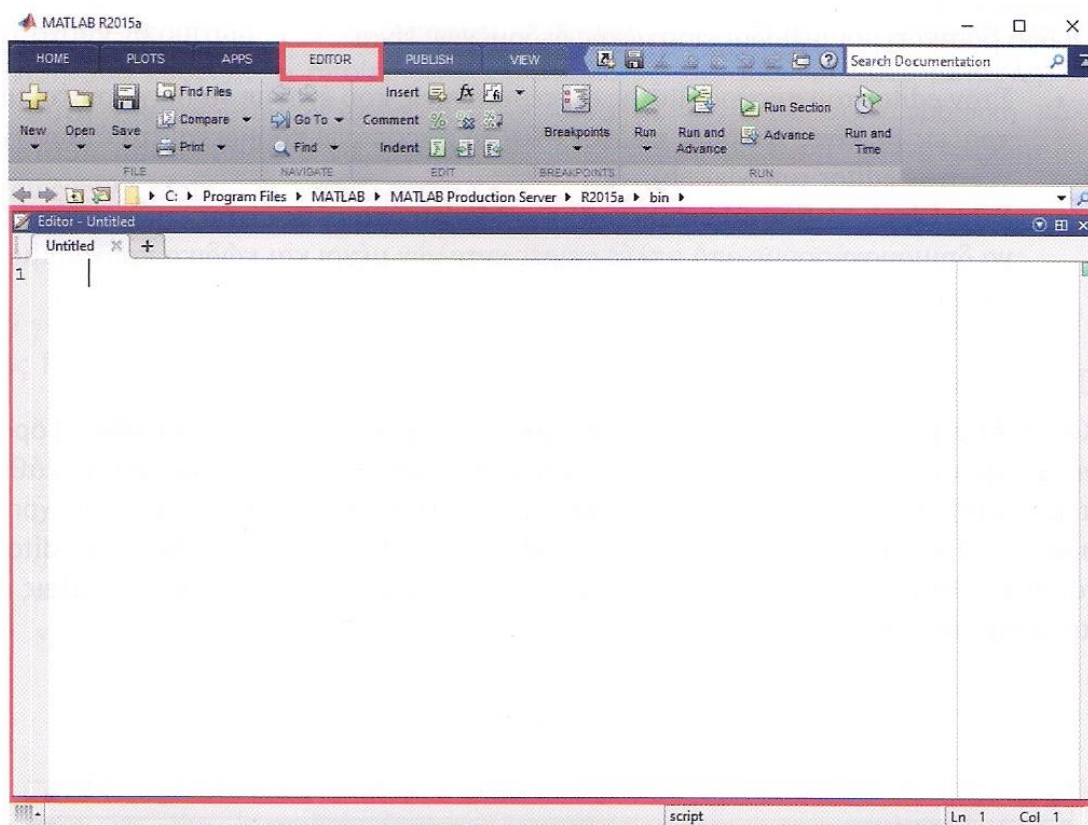 MATLAB R2015a
HOME PLOTS APPS EDITOR PUBLISH VIEW Search Documentation
Find Files Insert fx
New Open Save Compare Go To Comment Breakpoints Run Run and Advance Run Section Advance Run and Time
Print Find Indent
FILE NAVIGATE EDIT BREAKPOINTS RUN
C: Program Files MATLAB MATLAB Production Server R2015a bin
Editor - Untitled
Untitled +
1
script Ln 1 Col 1